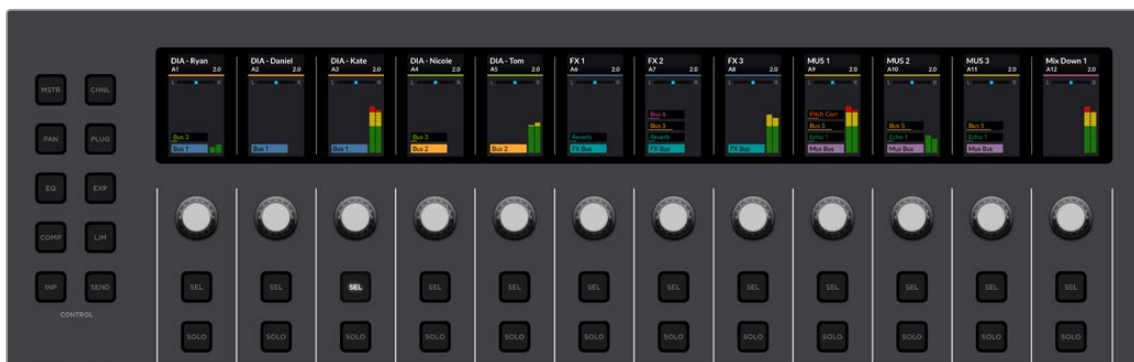 DIA - Ryan
A1 2.0
Bus 3
Bus 1
DIA - Daniel
A2 2.0
Bus 1
DIA - Kate
A3 2.0
Bus 1
DIA - Nicole
A4 2.0
Bus 3
Bus 2
DIA - Tom
A5 2.0
Bus 2
FX 1
A6 2.0
Reverb
FX Bus
FX 2
A7 2.0
Bus 6
Bus 5
Reverb
FX Bus
FX 3
A8 2.0
FX Bus
MUS 1
A9 2.0
Pitch Corr
Bus 5
Echo 1
Mus Bus
MUS 2
A10 2.0
Bus 5
Echo 1
Mus Bus
MUS 3
A11 2.0
Bus 5
Mus Bus
Mix Down 1
A12 2.0
L R
L R
L R
L R
L R
L R
L R
L R
L R
L R
L R
L R
MSTR CHNL
PAN PLUG
EQ EXP
COMP LIM
INP SEND
CONTROL
SEL SEL SEL SEL SEL SEL SEL SEL SEL SEL SEL SEL
SOLO SOLO SOLO SOLO SOLO SOLO SOLO SOLO SOLO SOLO SOLO SOLO